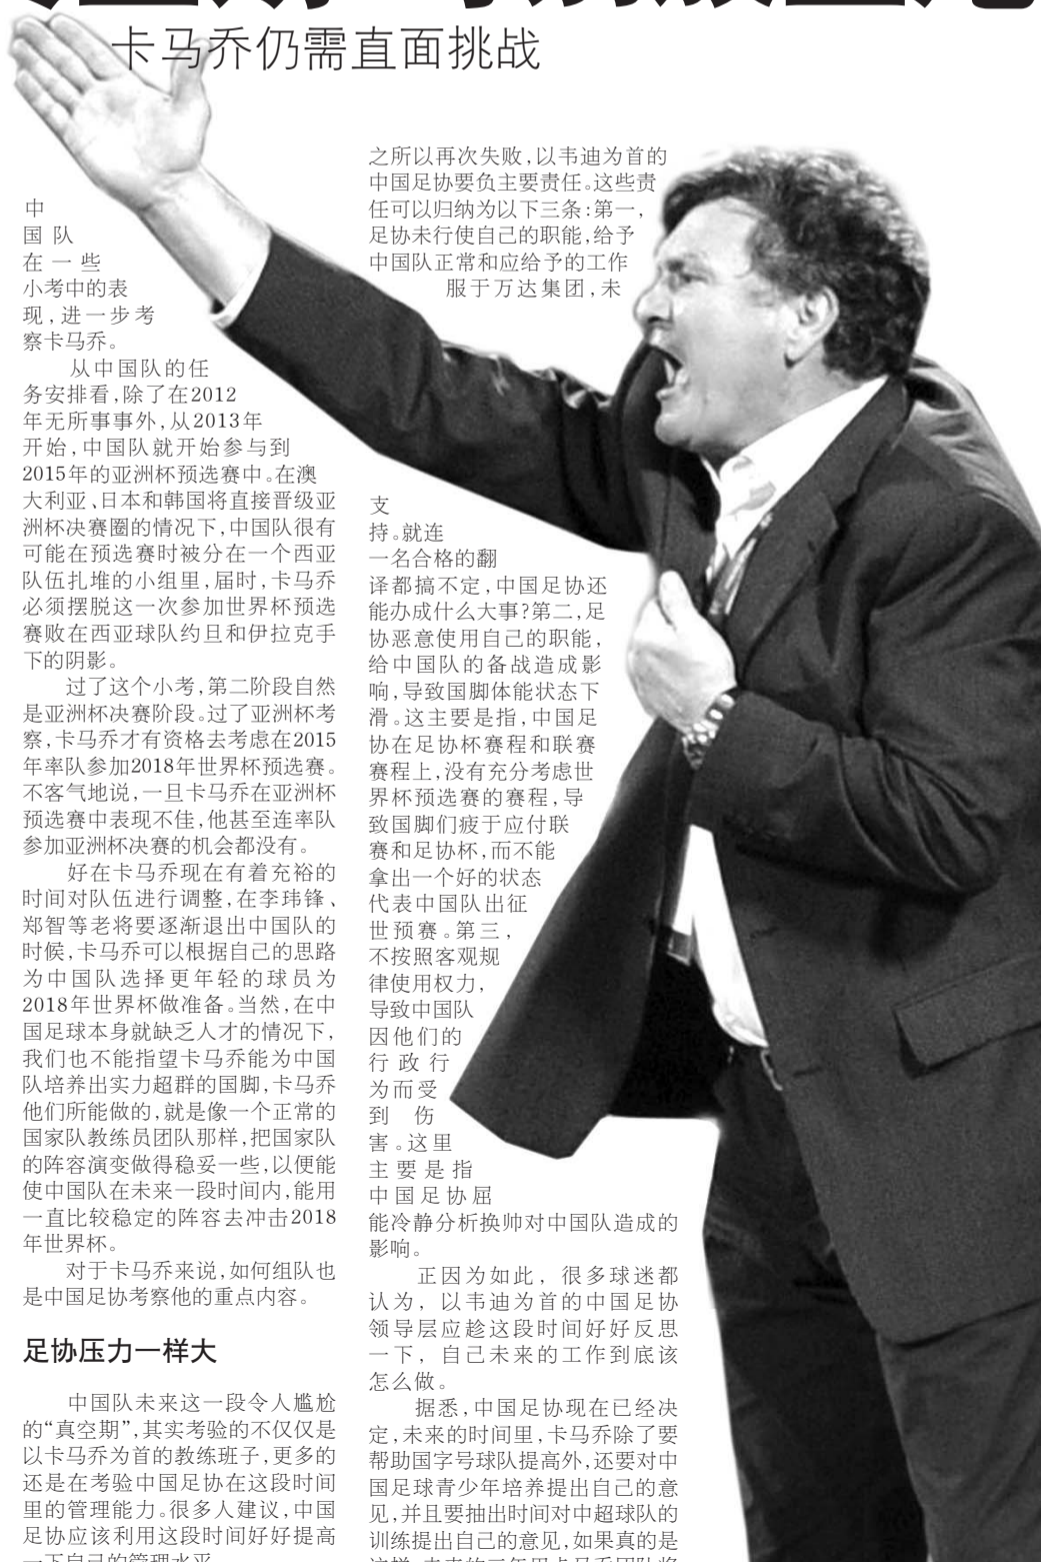 卡马乔仍需直面挑战
中
国队
在一些
小考中的表
现,进一步考
察卡马乔。
从中国队的任
务安排看,除了在2012
年无所事事外,从2013年
开始,中国队就开始参与到
2015年的亚洲杯预选赛中。在澳
大利亚、日本和韩国将直接晋级亚
洲杯决赛圈的情况下,中国队很有
可能在预选赛时被分在一个西亚
队伍扎堆的小组里,届时,卡马乔
必须摆脱这一次参加世界杯预选
赛败在西亚球队约旦和伊拉克手
下的阴影。
过了这个小考,第二阶段自然
是亚洲杯决赛阶段。过了亚洲杯考
察,卡马乔才有资格去考虑在2015
年率队参加2018年世界杯预选赛。
不客气地说,一旦卡马乔在亚洲杯
预选赛中表现不佳,他甚至连率队
参加亚洲杯决赛的机会都没有。
好在卡马乔现在有着充裕的
时间对队伍进行调整,在李玮锋、
郑智等老将要逐渐退出中国队的
时候,卡马乔可以根据自己的思路
为中国队选择更年轻的球员为
2018年世界杯做准备。当然,在中
国足球本身就缺乏人才的情况下,
我们也不能指望卡马乔能为中国
队培养出实力超群的国脚,卡马乔
他们所能做的,就是像一个正常的
国家队教练员团队那样,把国家队
的阵容演变做得稳妥一些,以便能
使中国队在未来一段时间内,能用
一直比较稳定的阵容去冲击2018
年世界杯。
对于卡马乔来说,如何组队也
是中国足协考察他的重点内容。
足协压力一样大
中国队未来这一段令人尴尬
的“真空期”,其实考验的不仅仅是
以卡马乔为首的教练班子,更多的
还是在考验中国足协在这段时间
里的管理能力。很多人建议,中国
足协应该利用这段时间好好提高
一下自己的管理水平
之所以再次失败,以韦迪为首的
中国足协要负主要责任。这些责
任可以归纳为以下三条:第一,
足协未行使自己的职能,给予
中国队正常和应给予的工作
服于万达集团,未
支
持。就连
一名合格的翻
译都搞不定,中国足协还
能办成什么大事?第二,足
协恶意使用自己的职能,
给中国队的备战造成影
响,导致国脚体能状态下
滑。这主要是指,中国足
协在足协杯赛程和联赛
赛程上,没有充分考虑世
界杯预选赛的赛程,导
致国脚们疲于应付联
赛和足协杯,而不能
拿出一个好的状态
代表中国队出征
世预赛。第三,
不按照客观规
律使用权力,
导致中国队
因他们的
行政行
为而受
到伤
害。这里
主要是指
中国足协屈
能冷静分析换帅对中国队造成的
影响。
正因为如此,很多球迷都
认为,以韦迪为首的中国足协
领导层应趁这段时间好好反思
一下,自己未来的工作到底该
怎么做。
据悉,中国足协现在已经决
定,未来的时间里,卡马乔除了要
帮助国字号球队提高外,还要对中
国足球青少年培养提出自己的意
见,并且要抽出时间对中超球队的
训练提出自己的意见,如果真的是